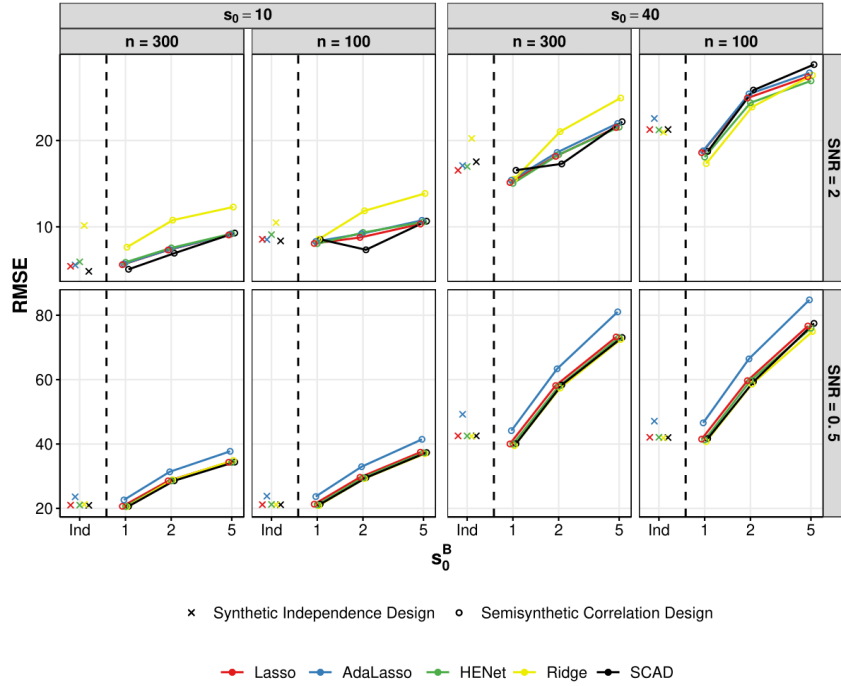 s₀ = 10 s₀ = 40
n = 300 n = 100 n = 300 n = 100
RMSE
20
10
SNR = 2
80
60
40
20
SNR = 0.5
Ind 1 2 5 Ind 1 2 5 Ind 1 2 5 Ind 1 2 5
s₀ᴮ
Synthetic Independence Design Semisynthetic Correlation Design
Lasso AdaLasso HENet Ridge SCAD